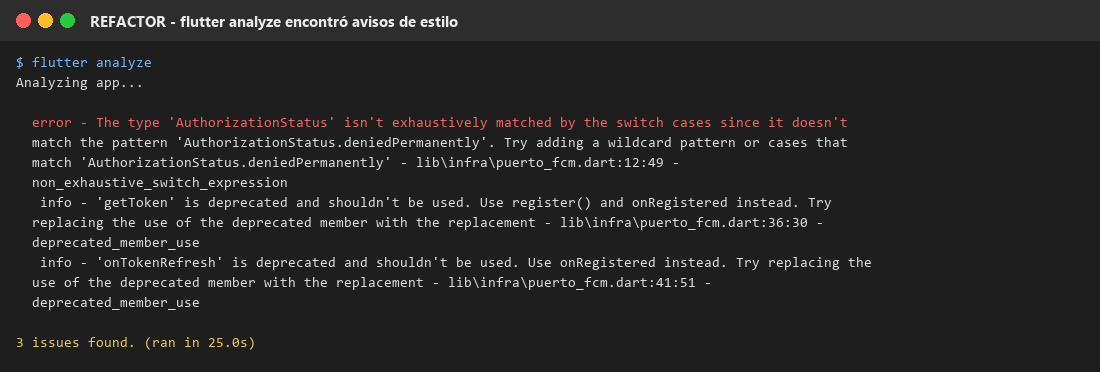 REFACTOR - flutter analyze encontró avisos de estilo
$ flutter analyze
Analyzing app...
error - The type 'AuthorizationStatus' isn't exhaustively matched by the switch cases since it doesn't
match the pattern 'AuthorizationStatus.deniedPermanently'. Try adding a wildcard pattern or cases that
match 'AuthorizationStatus.deniedPermanently' - lib\infra\puerto_fcm.dart:12:49 -
non_exhaustive_switch_expression
info - 'getToken' is deprecated and shouldn't be used. Use register() and onRegistered instead. Try
replacing the use of the deprecated member with the replacement - lib\infra\puerto_fcm.dart:36:30 -
deprecated_member_use
info - 'onTokenRefresh' is deprecated and shouldn't be used. Use onRegistered instead. Try replacing the
use of the deprecated member with the replacement - lib\infra\puerto_fcm.dart:41:51 -
deprecated_member_use
3 issues found. (ran in 25.0s)